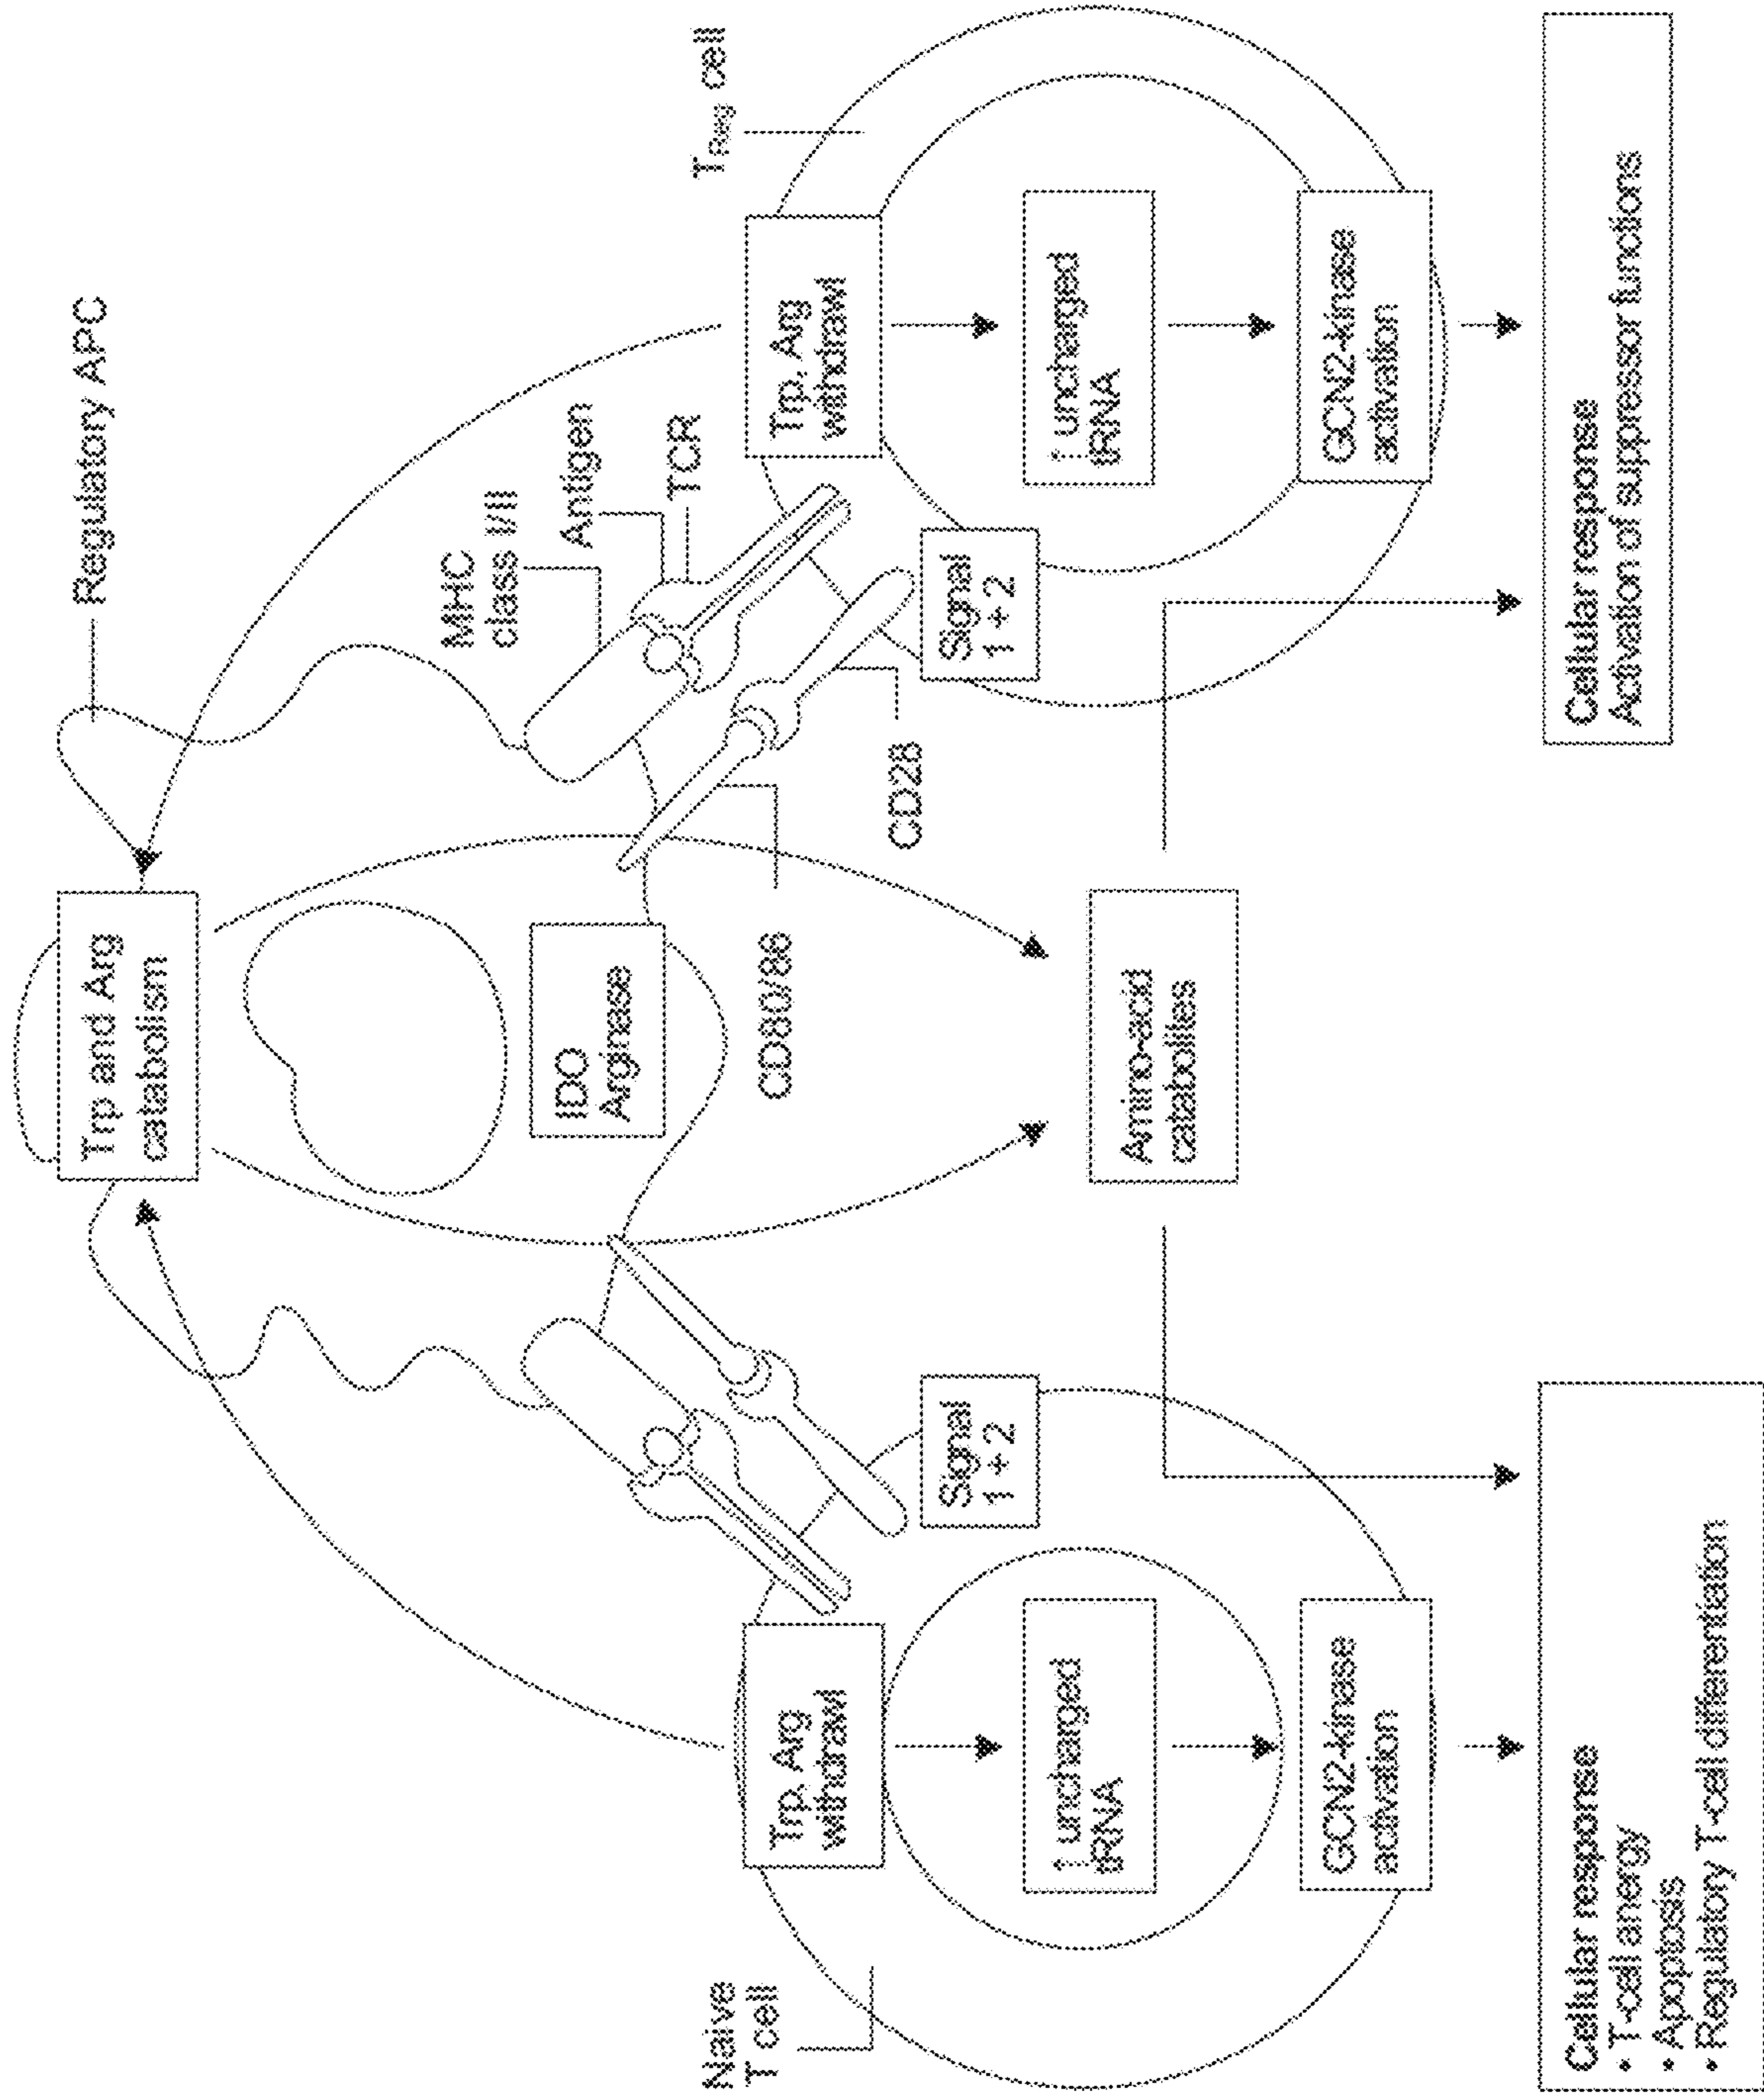 Regulatory APC
Trp and Arg
catabolism
MHC
class I/II
Antigen
TCR
IDO
Arginase
CD80/86
CD28
Naive
T cell
TReg cell
Trp, Arg
withdrawl
Signal
1 + 2
Signal
1 + 2
Trp, Arg
withdrawl
↑ uncharged
tRNA
Amino-acid
catabolites
↑ uncharged
tRNA
GCN2-kinase
activation
GCN2-kinase
activation
Cellular response
• T-cell anergy
• Apoptosis
• Regulatory T-cell differentiation
Cellular response
Activation of suppressor functions